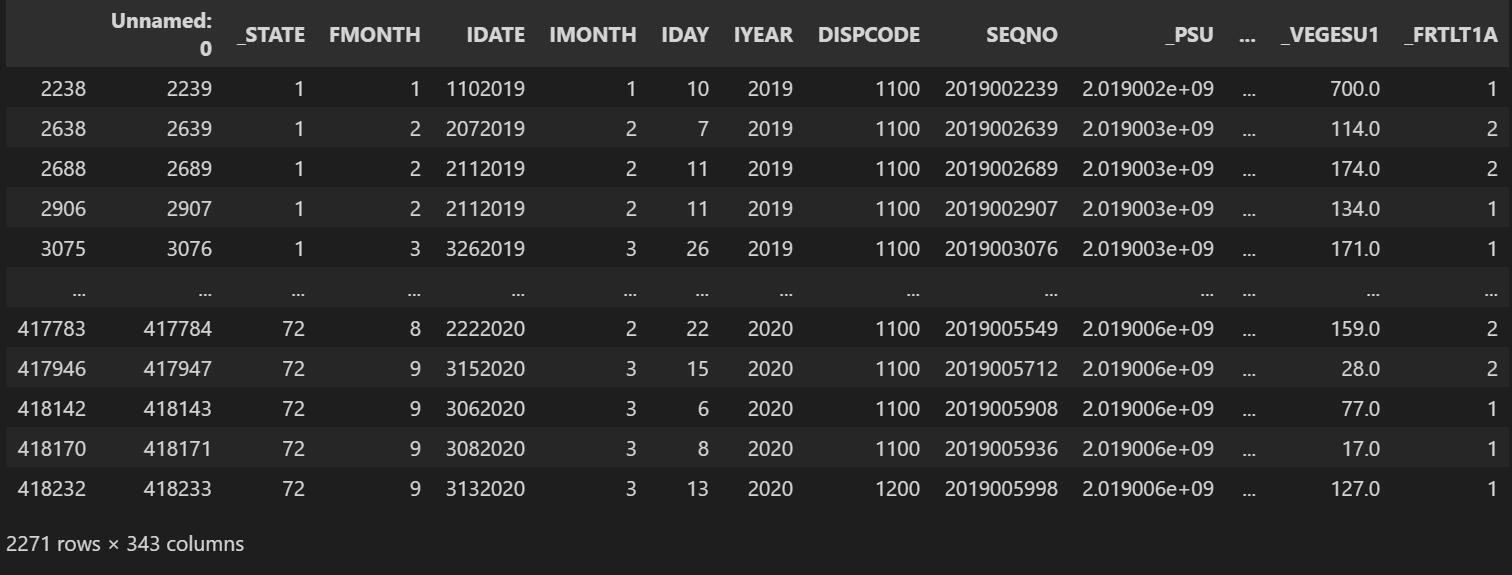 Unnamed: 0 _STATE FMONTH IDATE IMONTH IDAY IYEAR DISPCODE SEQNO _PSU ... _VEGESU1 _FRTLT1A
2238 2239 1 1 1102019 1 10 2019 1100 2019002239 2.019002e+09 ... 700.0 1
2638 2639 1 2 2072019 2 7 2019 1100 2019002639 2.019003e+09 ... 114.0 2
2688 2689 1 2 2112019 2 11 2019 1100 2019002689 2.019003e+09 ... 174.0 2
2906 2907 1 2 2112019 2 11 2019 1100 2019002907 2.019003e+09 ... 134.0 1
3075 3076 1 3 3262019 3 26 2019 1100 2019003076 2.019003e+09 ... 171.0 1
... ... ... ... ... ... ... ... ... ... ... ... ... ...
417783 417784 72 8 2222020 2 22 2020 1100 2019005549 2.019006e+09 ... 159.0 2
417946 417947 72 9 3152020 3 15 2020 1100 2019005712 2.019006e+09 ... 28.0 2
418142 418143 72 9 3062020 3 6 2020 1100 2019005908 2.019006e+09 ... 77.0 1
418170 418171 72 9 3082020 3 8 2020 1100 2019005936 2.019006e+09 ... 17.0 1
418232 418233 72 9 3132020 3 13 2020 1200 2019005998 2.019006e+09 ... 127.0 1
2271 rows × 343 columns